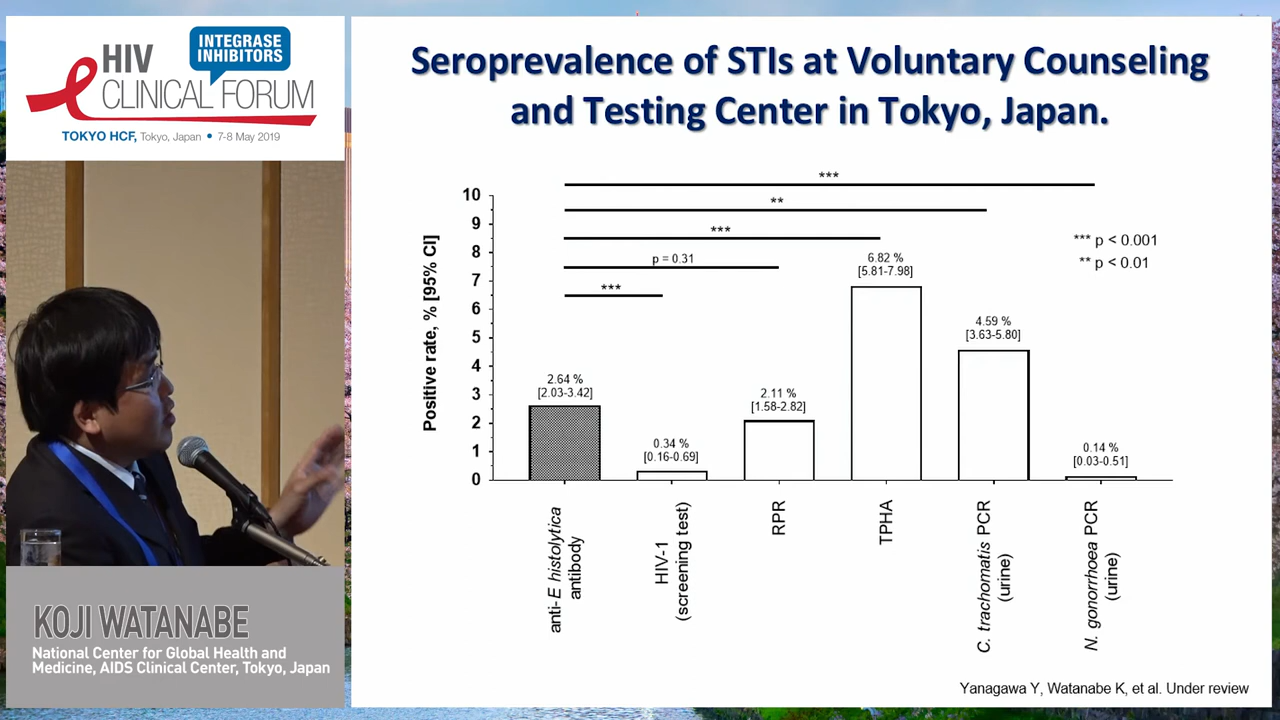 HIV
INTEGRASE
INHIBITORS
CLINICAL FORUM
TOKYO HCF, Tokyo, Japan • 7-8 May 2019
KOJI WATANABE
National Center for Global Health and
Medicine, AIDS Clinical Center, Tokyo, Japan
Seroprevalence of STIs at Voluntary Counseling
and Testing Center in Tokyo, Japan.
Positive rate, % [95% CI]
10
9
8
7
6
5
4
3
2
1
0
***
**
***
p = 0.31
***
*** p < 0.001
** p < 0.01
2.64 %
[2.03-3.42]
0.34 %
[0.16-0.69]
2.11 %
[1.58-2.82]
6.82 %
[5.81-7.98]
4.59 %
[3.63-5.80]
0.14 %
[0.03-0.51]
anti-E histolytica
antibody
HIV-1
(screening test)
RPR
TPHA
C. trachomatis PCR
(urine)
N. gonorrhoea PCR
(urine)
Yanagawa Y, Watanabe K, et al. Under review